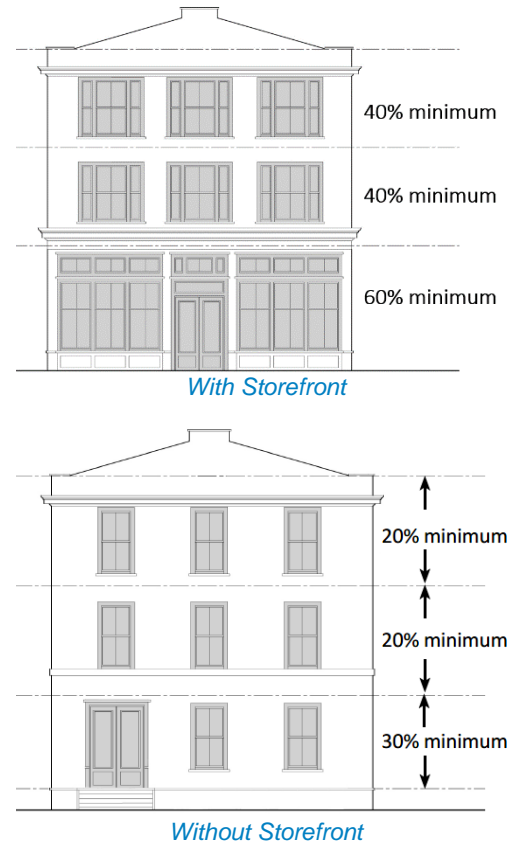 40% minimum
40% minimum
60% minimum
With Storefront
20% minimum
20% minimum
30% minimum
Without Storefront